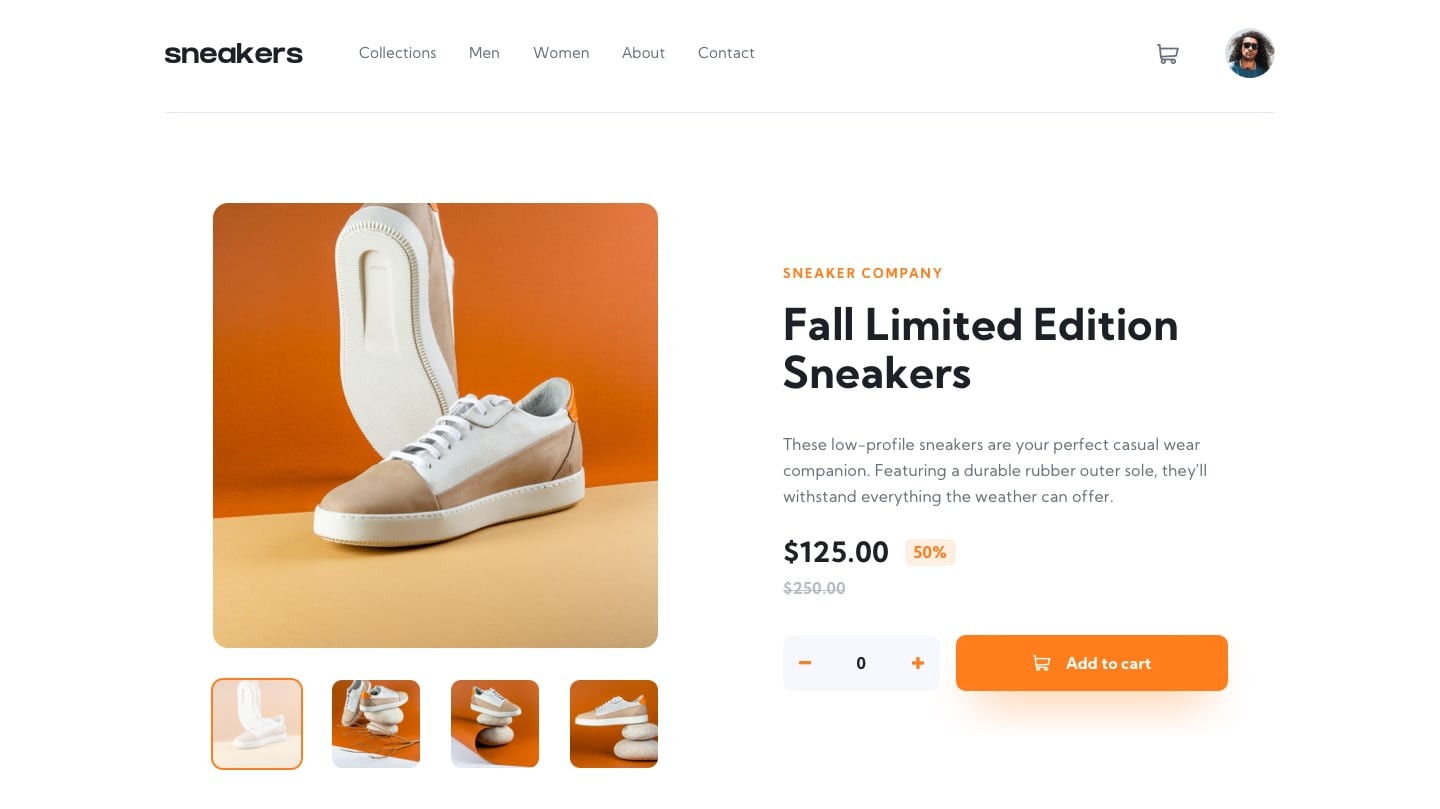 sneakers
Collections Men Women About Contact
SNEAKER COMPANY
Fall Limited Edition
Sneakers
These low-profile sneakers are your perfect casual wear
companion. Featuring a durable rubber outer sole, they’ll
withstand everything the weather can offer.
$125.00 50%
$250.00
0 Add to cart